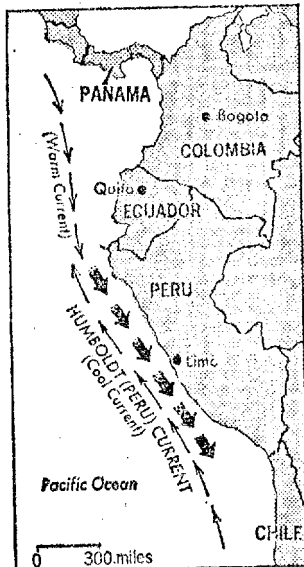 PANAMA
Bogota
COLOMBIA
(Warm Current)
Quito
ECUADOR
PERU
Lima
HUMBOLDT (PERU) CURRENT
(Cool Current)
Pacific Ocean
CHILE
0 300 miles